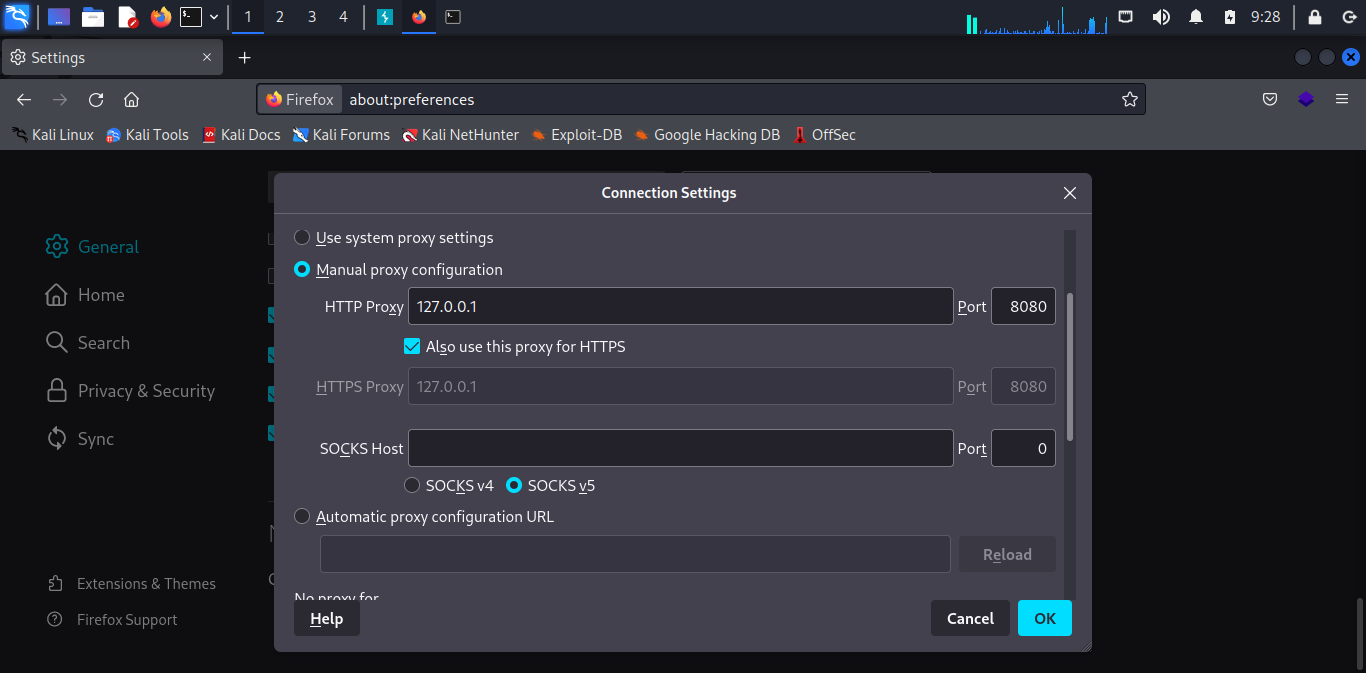 1 2 3 4 9:28
Settings
Firefox about:preferences
Kali Linux Kali Tools Kali Docs Kali Forums Kali NetHunter Exploit-DB Google Hacking DB OffSec
Connection Settings
General
Home
Search
Privacy & Security
Sync
Extensions & Themes
Firefox Support
Use system proxy settings
Manual proxy configuration
HTTP Proxy 127.0.0.1 Port 8080
Also use this proxy for HTTPS
HTTPS Proxy 127.0.0.1 Port 8080
SOCKS Host Port 0
SOCKS v4 SOCKS v5
Automatic proxy configuration URL
Reload
No proxy for
Help Cancel OK